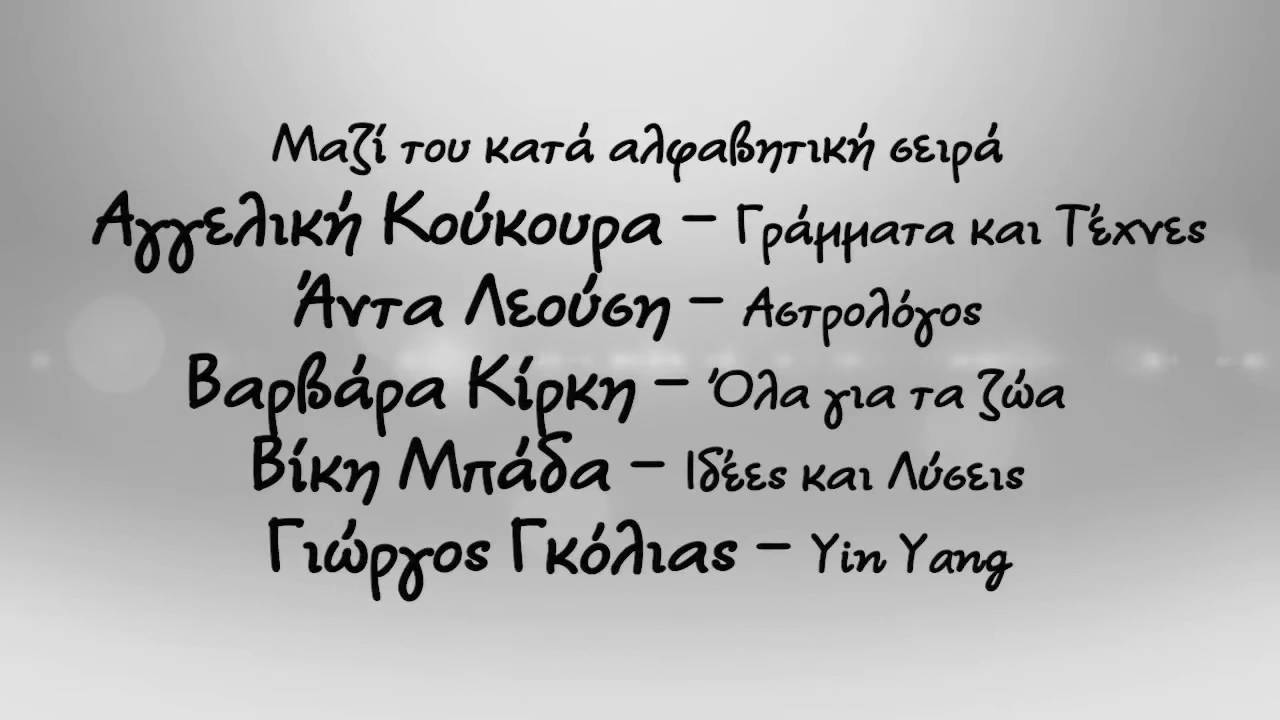 Μαζί του κατά αλφαβητική σειρά
Αγγελική Κούκουρα – Γράμματα και Τέχνες
Άντα Λεούση – Αστρολόγος
Βαρβάρα Κίρκη – Όλα για τα ζώα
Βίκη Μπάδα – Ιδέες και Λύσεις
Γιώργος Γκόλιας – Yin Yang